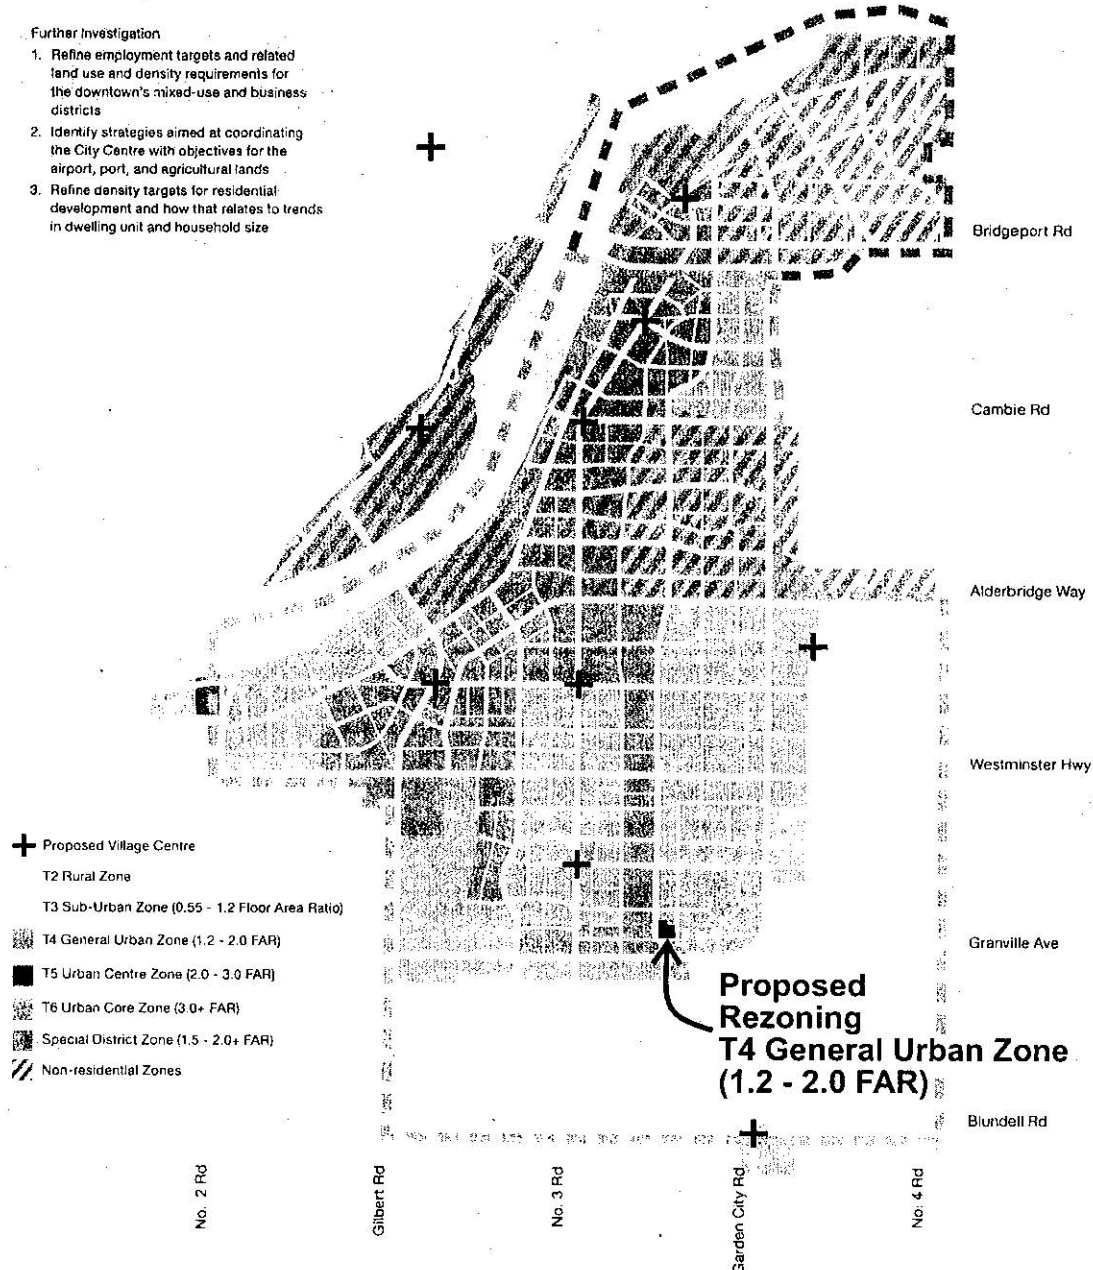 Further Investigation
1. Refine employment targets and related
land use and density requirements for
the downtown's mixed-use and business
districts
2. Identify strategies aimed at coordinating
the City Centre with objectives for the
airport, port, and agricultural lands
3. Refine density targets for residential
development and how that relates to trends
in dwelling unit and household size
Bridgeport Rd
Cambie Rd
Alderbridge Way
Westminster Hwy
Proposed Village Centre
T2 Rural Zone
T3 Sub-Urban Zone (0.55 - 1.2 Floor Area Ratio)
T4 General Urban Zone (1.2 - 2.0 FAR)
T5 Urban Centre Zone (2.0 - 3.0 FAR)
T6 Urban Core Zone (3.0+ FAR)
Special District Zone (1.5 - 2.0+ FAR)
Non-residential Zones
Granville Ave
Proposed
Rezoning
T4 General Urban Zone
(1.2 - 2.0 FAR)
Blundell Rd
No. 2 Rd
Gilbert Rd
No. 3 Rd
Garden City Rd
No. 4 Rd